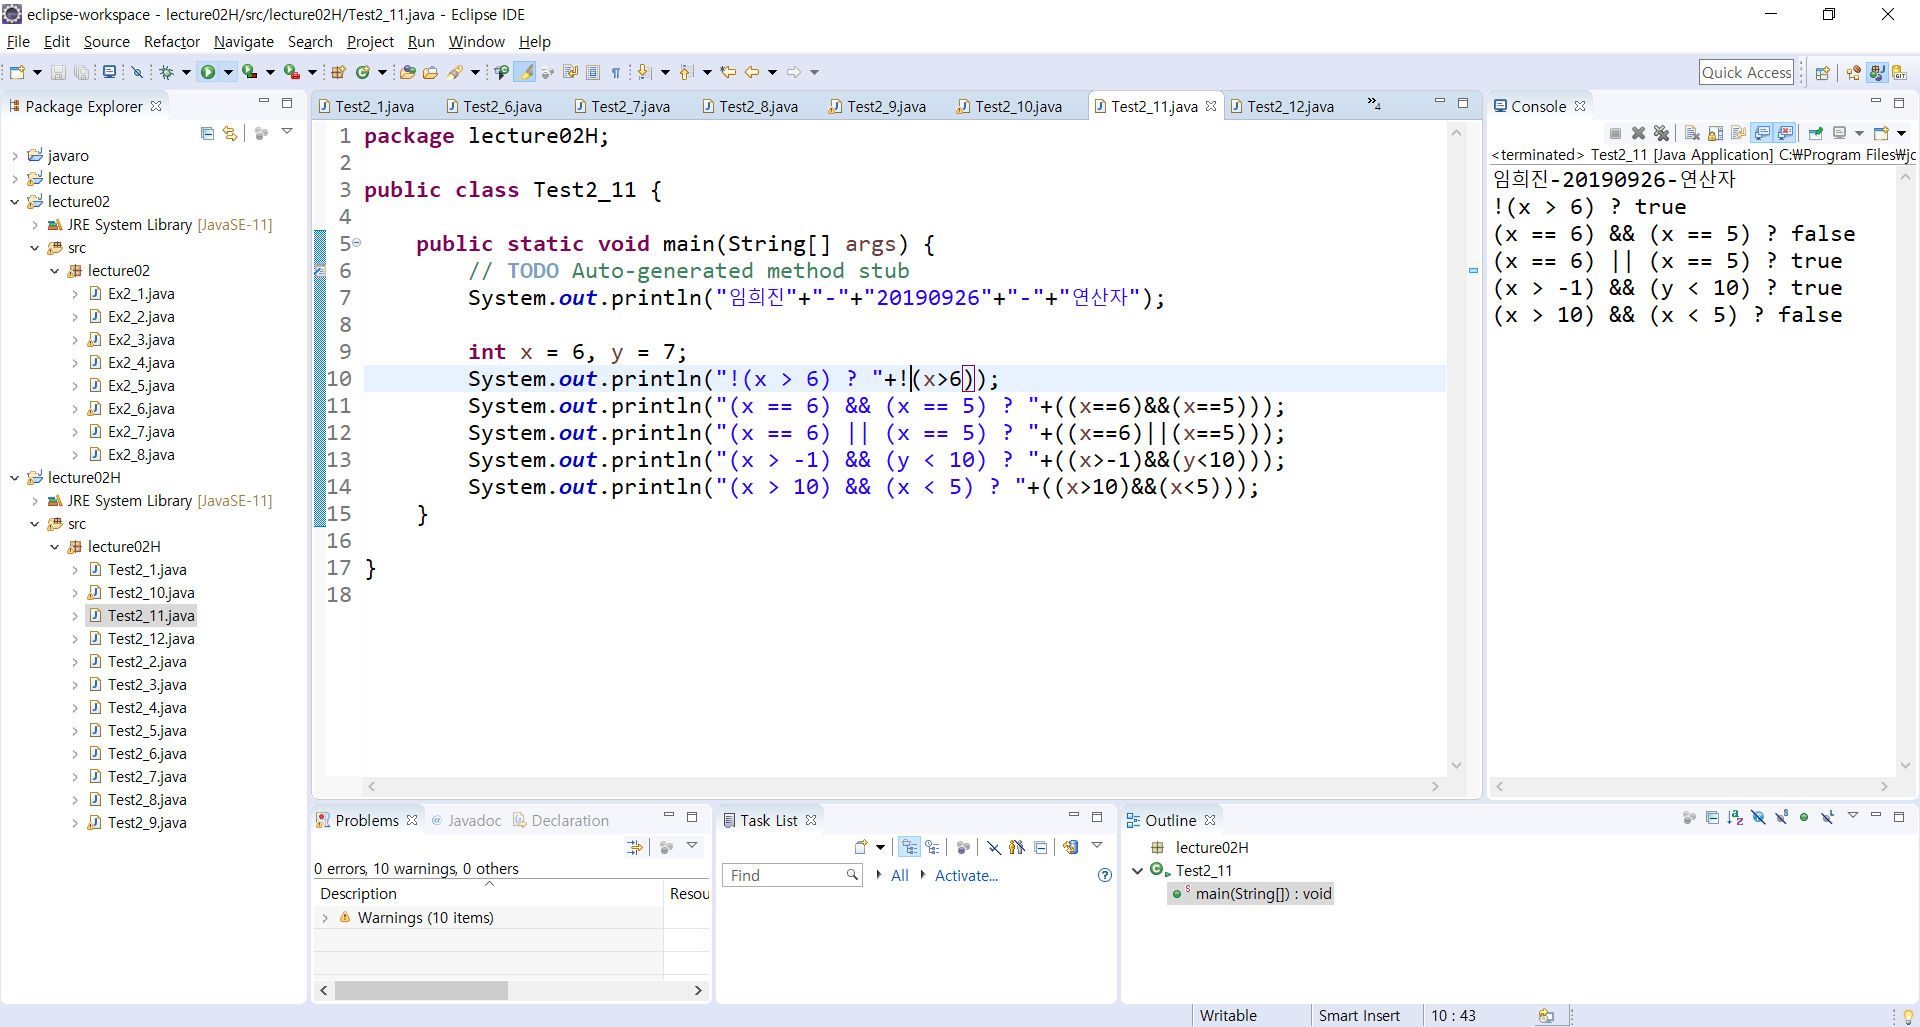 eclipse-workspace - lecture02H/src/lecture02H/Test2_11.java - Eclipse IDE
File Edit Source Refactor Navigate Search Project Run Window Help
Quick Access
Package Explorer
javaro
lecture
lecture02
JRE System Library [JavaSE-11]
src
lecture02
Ex2_1.java
Ex2_2.java
Ex2_3.java
Ex2_4.java
Ex2_5.java
Ex2_6.java
Ex2_7.java
Ex2_8.java
lecture02H
JRE System Library [JavaSE-11]
src
lecture02H
Test2_1.java
Test2_10.java
Test2_11.java
Test2_12.java
Test2_2.java
Test2_3.java
Test2_4.java
Test2_5.java
Test2_6.java
Test2_7.java
Test2_8.java
Test2_9.java
Test2_1.java Test2_6.java Test2_7.java Test2_8.java Test2_9.java Test2_10.java Test2_11.java Test2_12.java »4
1 package lecture02H;
2
3 public class Test2_11 {
4
5 public static void main(String[] args) {
6 // TODO Auto-generated method stub
7 System.out.println("임희진"+"-"+"20190926"+"-"+"연산자");
8
9 int x = 6, y = 7;
10 System.out.println("!(x > 6) ? "+!(x>6));
11 System.out.println("(x == 6) && (x == 5) ? "+((x==6)&&(x==5)));
12 System.out.println("(x == 6) || (x == 5) ? "+((x==6)||(x==5)));
13 System.out.println("(x > -1) && (y < 10) ? "+((x>-1)&&(y<10)));
14 System.out.println("(x > 10) && (x < 5) ? "+((x>10)&&(x<5)));
15 }
16
17 }
18
Console
<terminated> Test2_11 [Java Application] C:₩Program Files₩jc
임희진-20190926-연산자
!(x > 6) ? true
(x == 6) && (x == 5) ? false
(x == 6) || (x == 5) ? true
(x > -1) && (y < 10) ? true
(x > 10) && (x < 5) ? false
Problems @ Javadoc Declaration
0 errors, 10 warnings, 0 others
Description Resou
Warnings (10 items)
Task List
Find All Activate...
Outline
lecture02H
Test2_11
main(String[]) : void
Writable Smart Insert 10 : 43